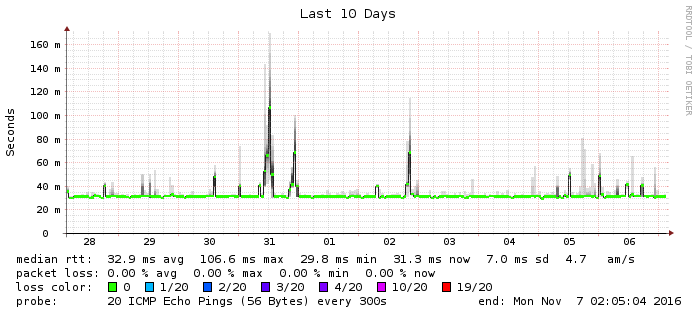 Last 10 Days
RRDTOOL / TOBI OETIKER
Seconds
160 m
140 m
120 m
100 m
80 m
60 m
40 m
20 m
0
28 29 30 31 01 02 03 04 05 06
median rtt: 32.9 ms avg 106.6 ms max 29.8 ms min 31.3 ms now 7.0 ms sd 4.7 am/s
packet loss: 0.00 % avg 0.00 % max 0.00 % min 0.00 % now
loss color: 0 1/20 2/20 3/20 4/20 10/20 19/20
probe: 20 ICMP Echo Pings (56 Bytes) every 300s end: Mon Nov 7 02:05:04 2016